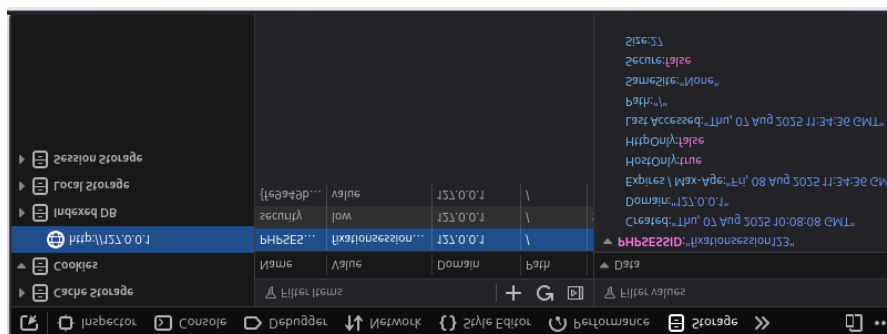 Inspector Console Debugger Network Style Editor Performance Storage
Cache Storage
Cookies
http://127.0.0.1
Indexed DB
Local Storage
Session Storage
Filter Items
Name Value Domain Path
PHPSES... fixationsession... 127.0.0.1 /
security low 127.0.0.1 /
{fe9a49b... value 127.0.0.1 /
Filter values
Data
PHPSESSID:"fixationsession123"
Created:"Thu, 07 Aug 2025 10:08:08 GMT"
Domain:"127.0.0.1"
Expires / Max-Age:"Fri, 08 Aug 2025 11:34:36 GM
HostOnly:true
HttpOnly:false
Last Accessed:"Thu, 07 Aug 2025 11:34:36 GMT"
Path:"/"
SameSite:"None"
Secure:false
Size:27